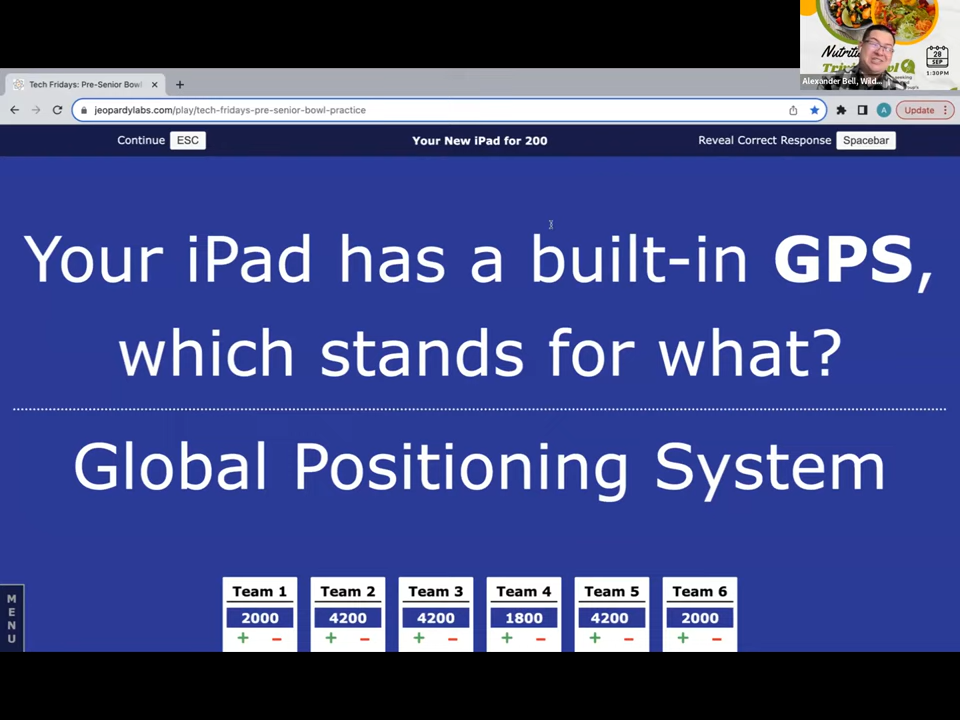 Nutriti
Tri
28
SEP
1:30PM
Alexander Bell, Wild...
Tech Fridays: Pre-Senior Bowl
jeopardylabs.com/play/tech-fridays-pre-senior-bowl-practice
A
Update
Continue ESC
Your New iPad for 200
Reveal Correct Response Spacebar
Your iPad has a built-in GPS,
which stands for what?
Global Positioning System
MENU
Team 1 Team 2 Team 3 Team 4 Team 5 Team 6
2000 4200 4200 1800 4200 2000
+ − + − + − + − + − + −